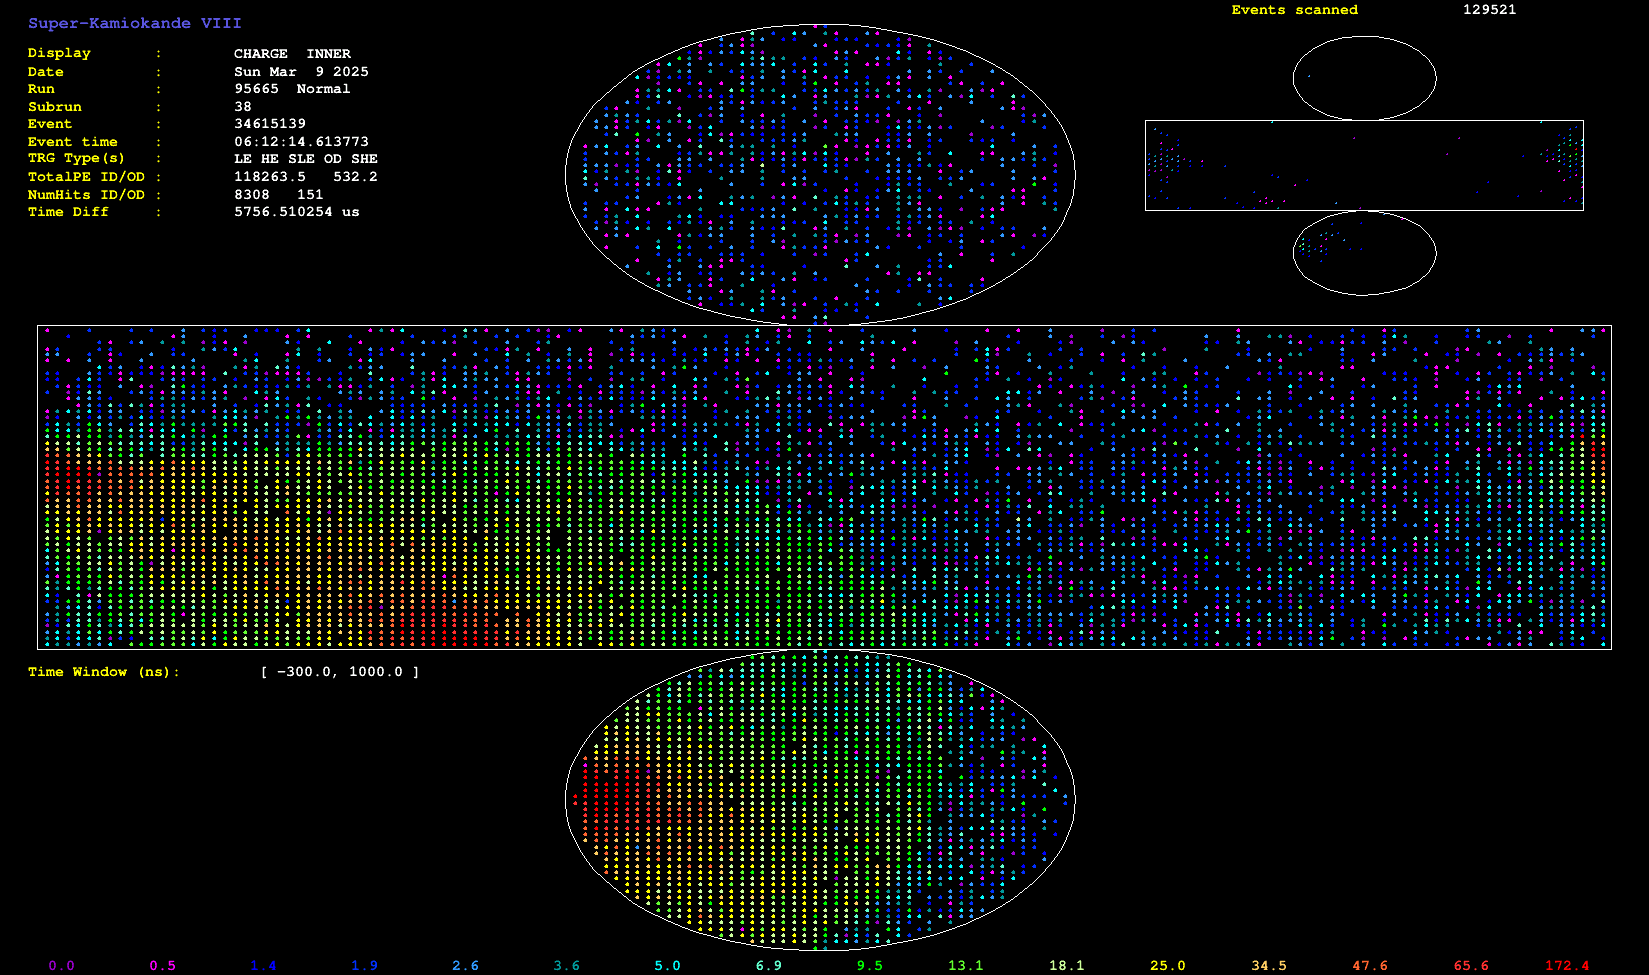 Super-Kamiokande VIII
Events scanned 129521
Display : CHARGE INNER
Date : Sun Mar 9 2025
Run : 95665 Normal
Subrun : 38
Event : 34615139
Event time : 06:12:14.613773
TRG Type(s) : LE HE SLE OD SHE
TotalPE ID/OD : 118263.5 532.2
NumHits ID/OD : 8308 151
Time Diff : 5756.510254 us
Time Window (ns): [ -300.0, 1000.0 ]
0.0 0.5 1.4 1.9 2.6 3.6 5.0 6.9 9.5 13.1 18.1 25.0 34.5 47.6 65.6 172.4